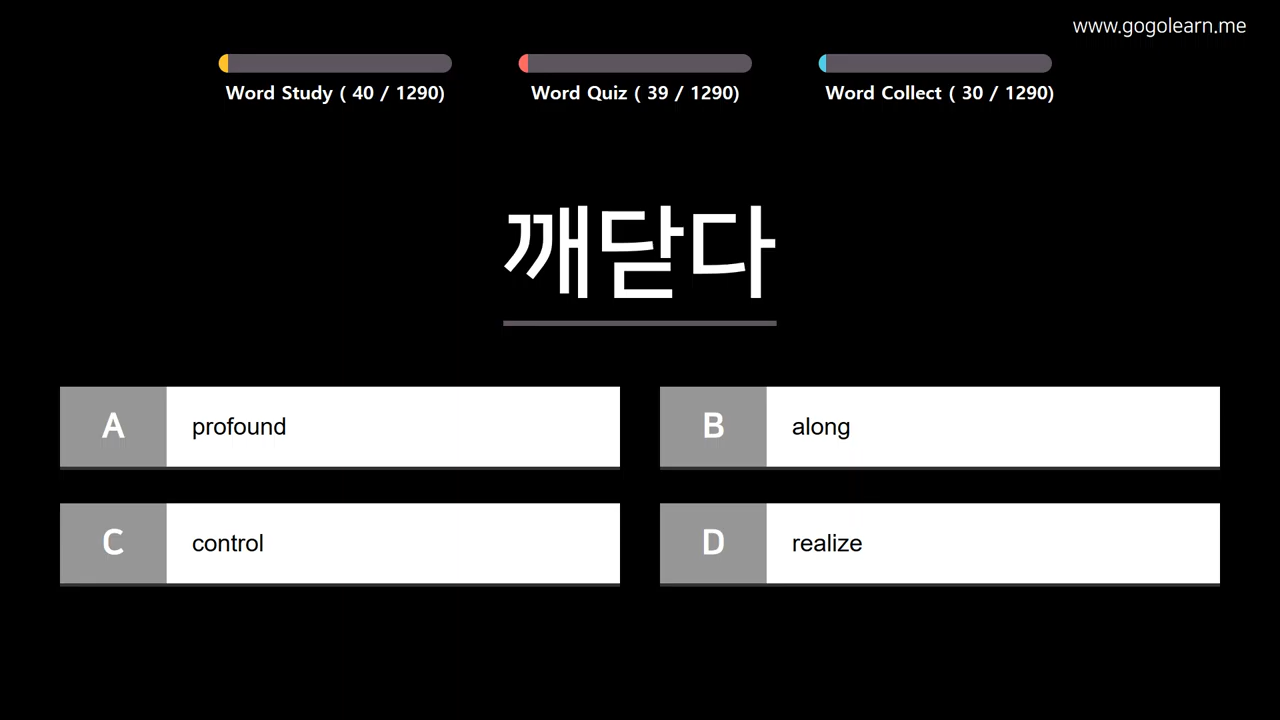 www.gogolearn.me
Word Study ( 40 / 1290)
Word Quiz ( 39 / 1290)
Word Collect ( 30 / 1290)
깨닫다
A profound
B along
C control
D realize